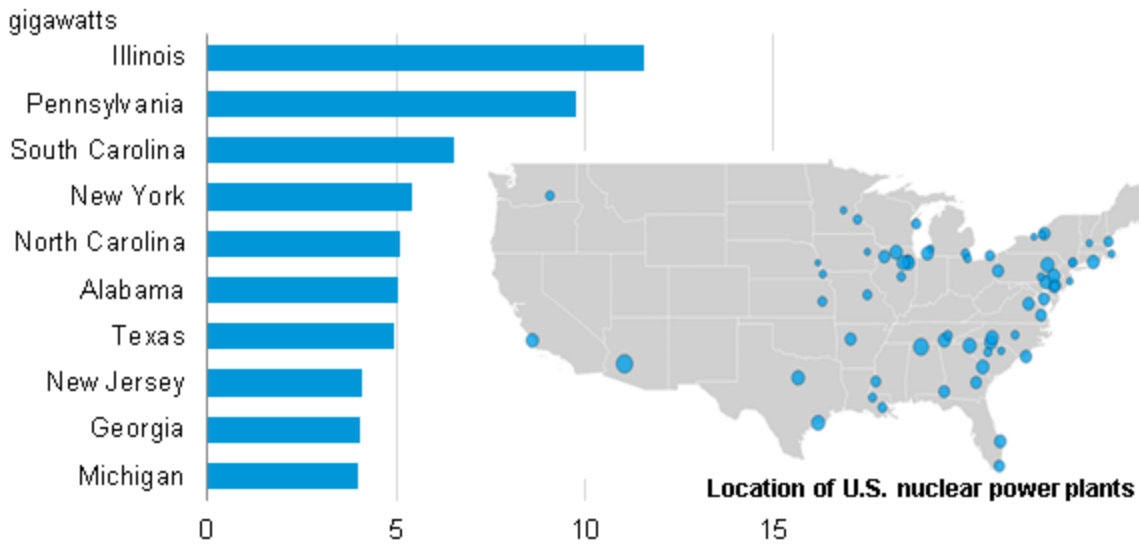 gigawatts
Illinois
Pennsylvania
South Carolina
New York
North Carolina
Alabama
Texas
New Jersey
Georgia
Michigan
0 5 10 15
Location of U.S. nuclear power plants